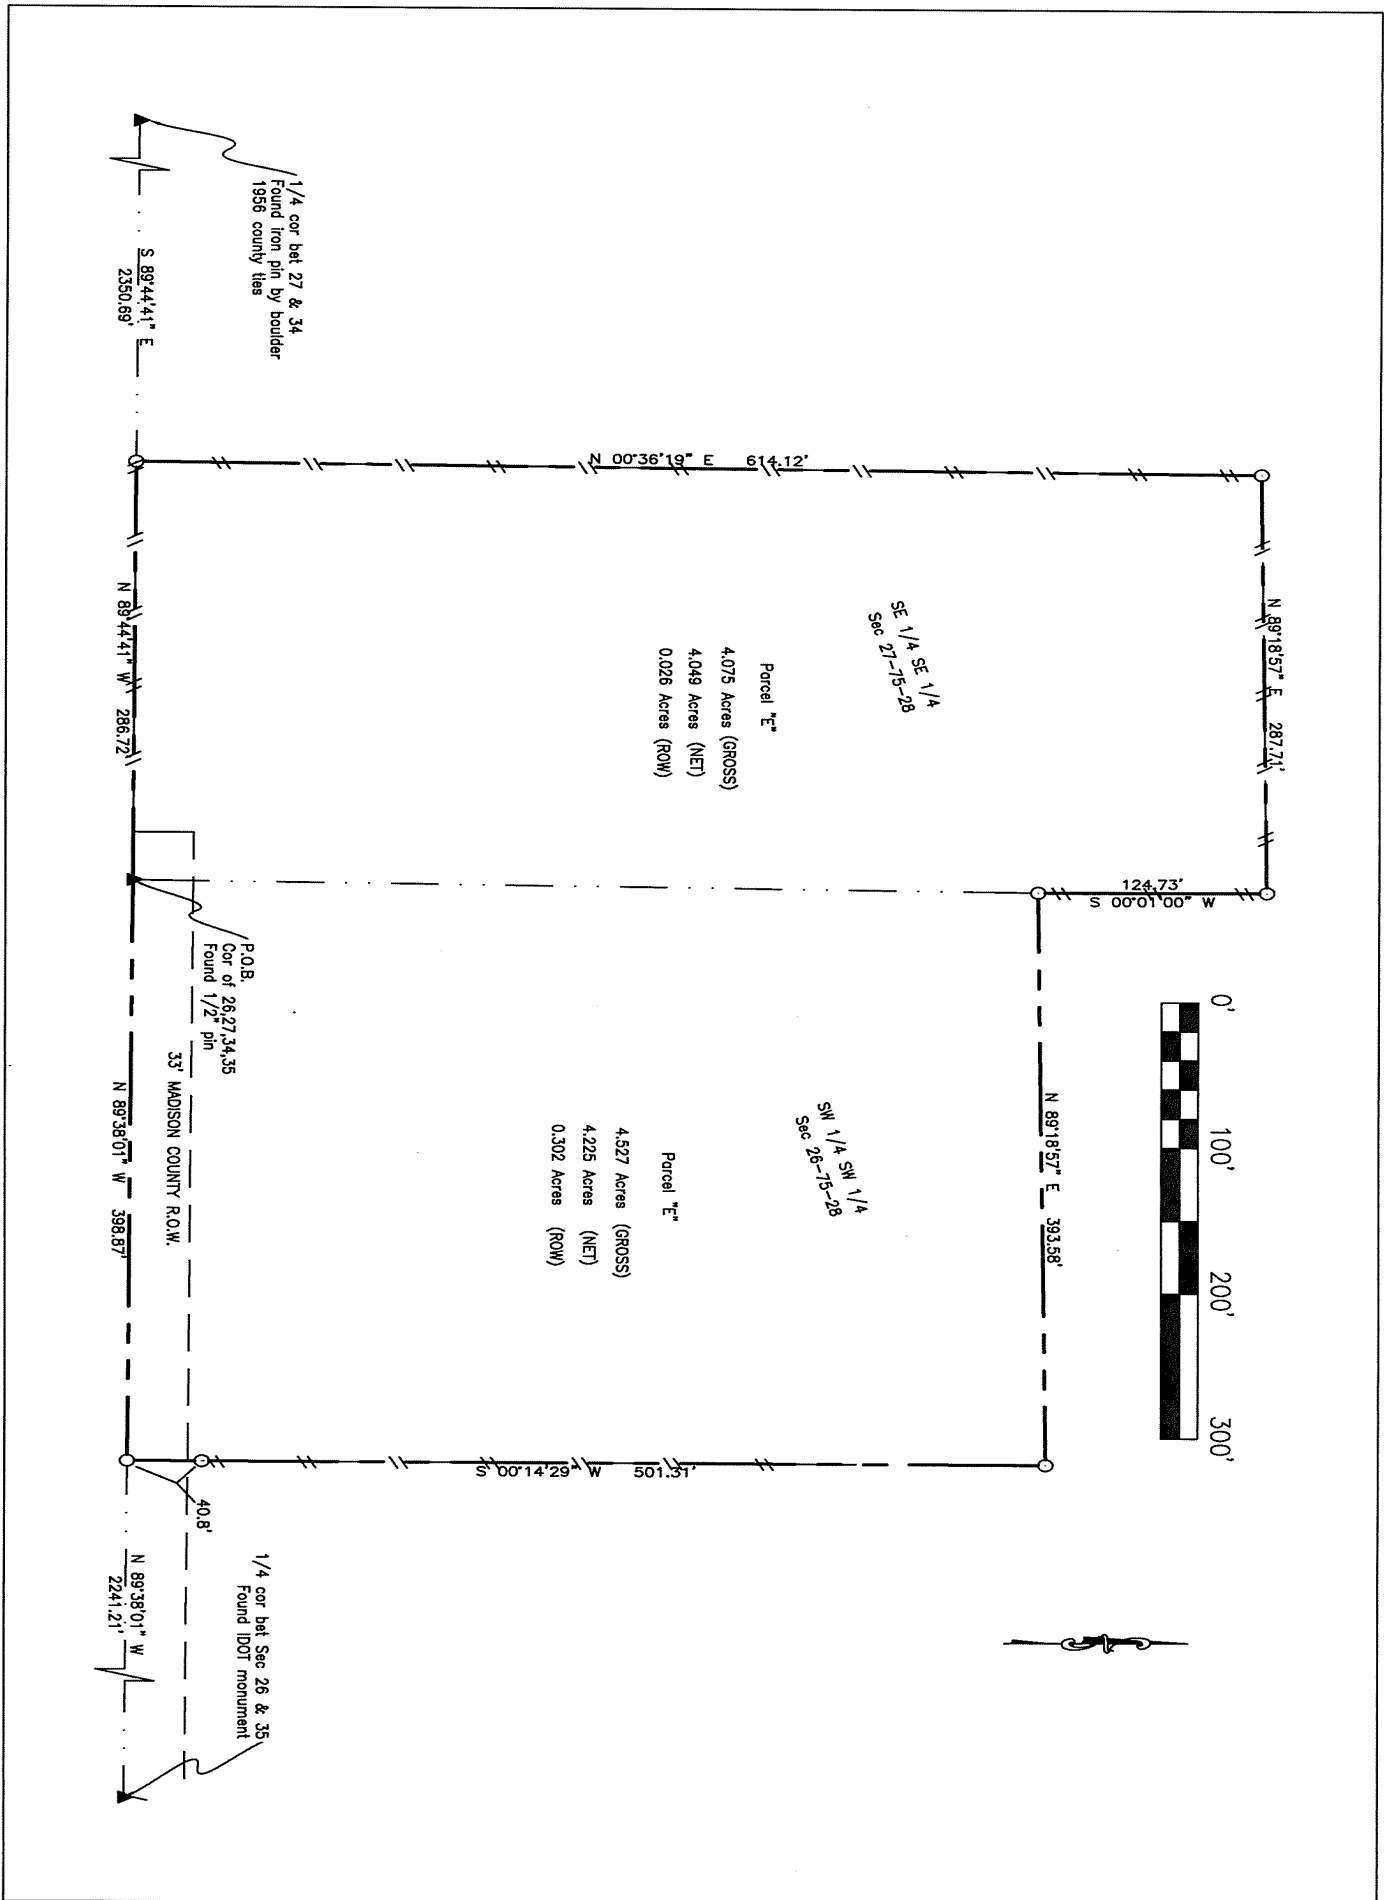 1/4 cor bet 27 & 34
Found iron pin by boulder
1956 county ties
S 89°44'41" E
2350.69'
N 00°36'19" E 614.12'
N 89°18'57" E 287.71'
SE 1/4 SE 1/4
Sec 27-75-28
Parcel "E"
4.075 Acres (GROSS)
4.049 Acres (NET)
0.026 Acres (ROW)
N 89°44'41" W 286.72'
124.73'
S 00°01'00" W
P.O.B.
Cor of 26,27,34,35
Found 1/2" pin
33' MADISON COUNTY R.O.W.
N 89°38'01" W 398.87'
N 89°18'57" E 393.58'
SW 1/4 SW 1/4
Sec 26-75-28
Parcel "E"
4.527 Acres (GROSS)
4.225 Acres (NET)
0.302 Acres (ROW)
0' 100' 200' 300'
S 00°14'29" W 501.31'
40.8'
1/4 cor bet Sec 26 & 35
Found IDOT monument
N 89°38'01" W
2241.21'